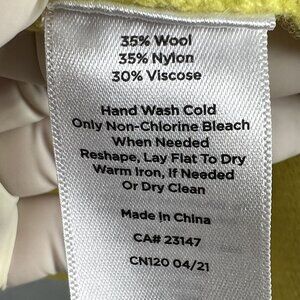 35% Wool
35% Nylon
30% Viscose
Hand Wash Cold
Only Non-Chlorine Bleach
When Needed
Reshape, Lay Flat To Dry
Warm Iron, If Needed
Or Dry Clean
Made in China
CA# 23147
CN120 04/21